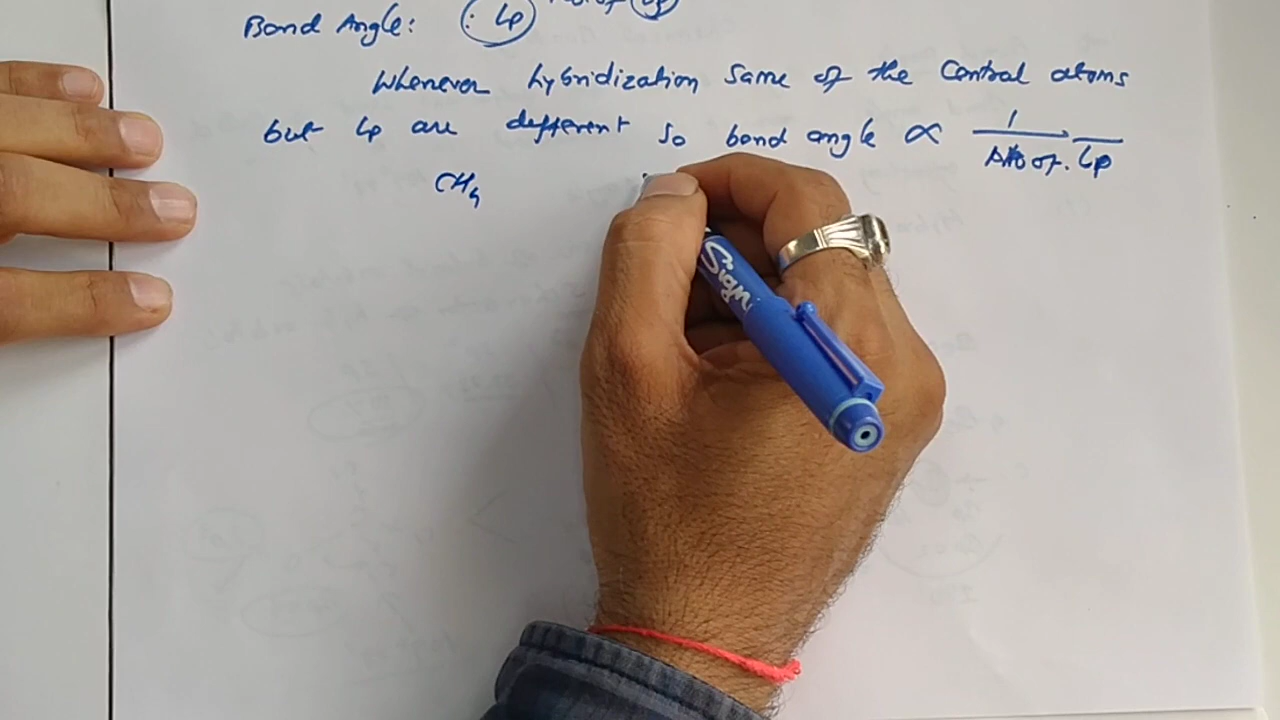 Bond Angle: : Lp
Whenever hybridization same of the Central atoms
but Lp are different so bond angle ∝ 1 / No of. Lp
CH₄
Sign